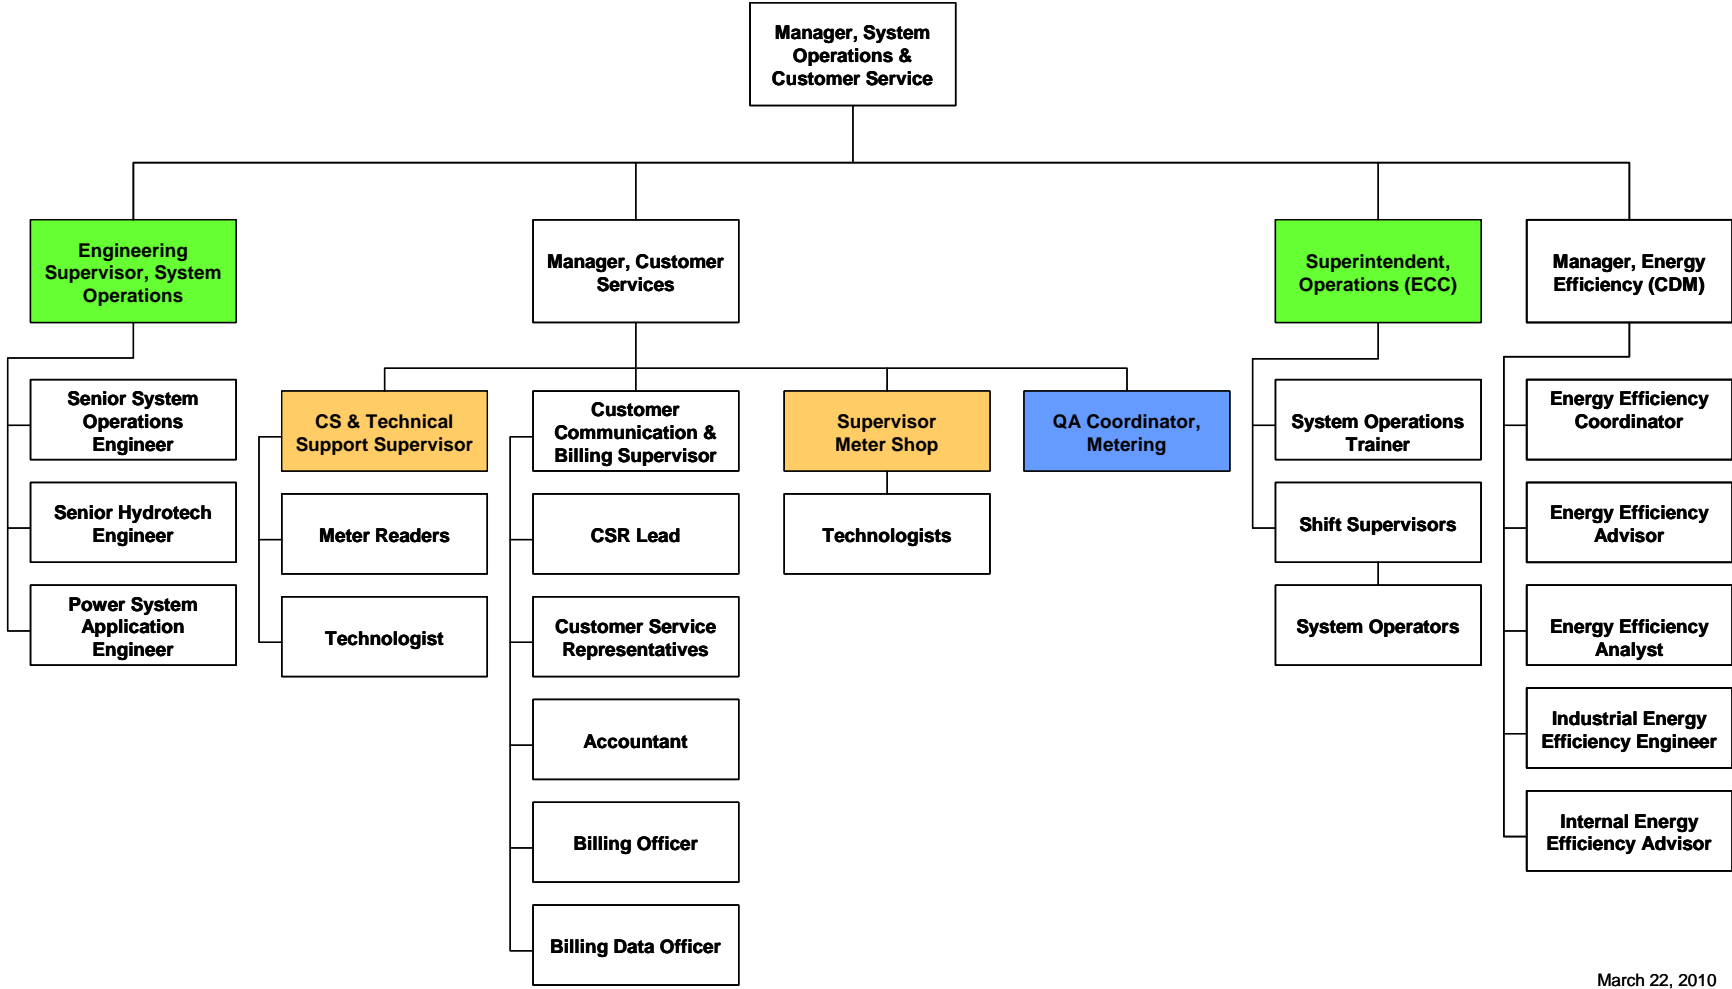 Manager, System
Operations &
Customer Service
Engineering
Supervisor, System
Operations
Manager, Customer
Services
Superintendent,
Operations (ECC)
Manager, Energy
Efficiency (CDM)
Senior System
Operations
Engineer
Senior Hydrotech
Engineer
Power System
Application
Engineer
CS & Technical
Support Supervisor
Meter Readers
Technologist
Customer
Communication &
Billing Supervisor
CSR Lead
Customer Service
Representatives
Accountant
Billing Officer
Billing Data Officer
Supervisor
Meter Shop
Technologists
QA Coordinator,
Metering
System Operations
Trainer
Shift Supervisors
System Operators
Energy Efficiency
Coordinator
Energy Efficiency
Advisor
Energy Efficiency
Analyst
Industrial Energy
Efficiency Engineer
Internal Energy
Efficiency Advisor
March 22, 2010